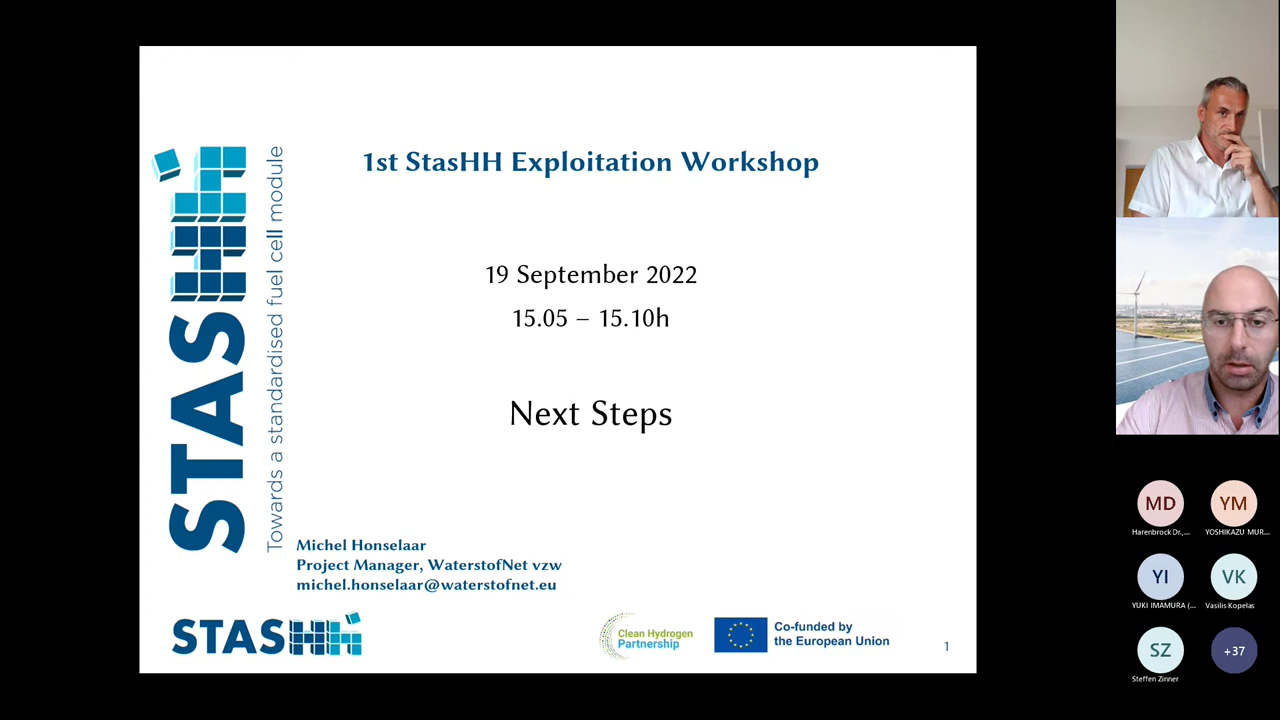 1st StasHH Exploitation Workshop
19 September 2022
15.05 – 15.10h
Next Steps
STASHH
Towards a standardised fuel cell module
Michel Honselaar
Project Manager, WaterstofNet vzw
michel.honselaar@waterstofnet.eu
STASHH
Clean Hydrogen
Partnership
Co-funded by
the European Union
1
MD
YM
Harenbrock Dr.,...
YOSHIKAZU MUR...
YI
VK
YUKI IMAMURA (...
Vasilis Kopelas
SZ
+37
Steffen Zinner